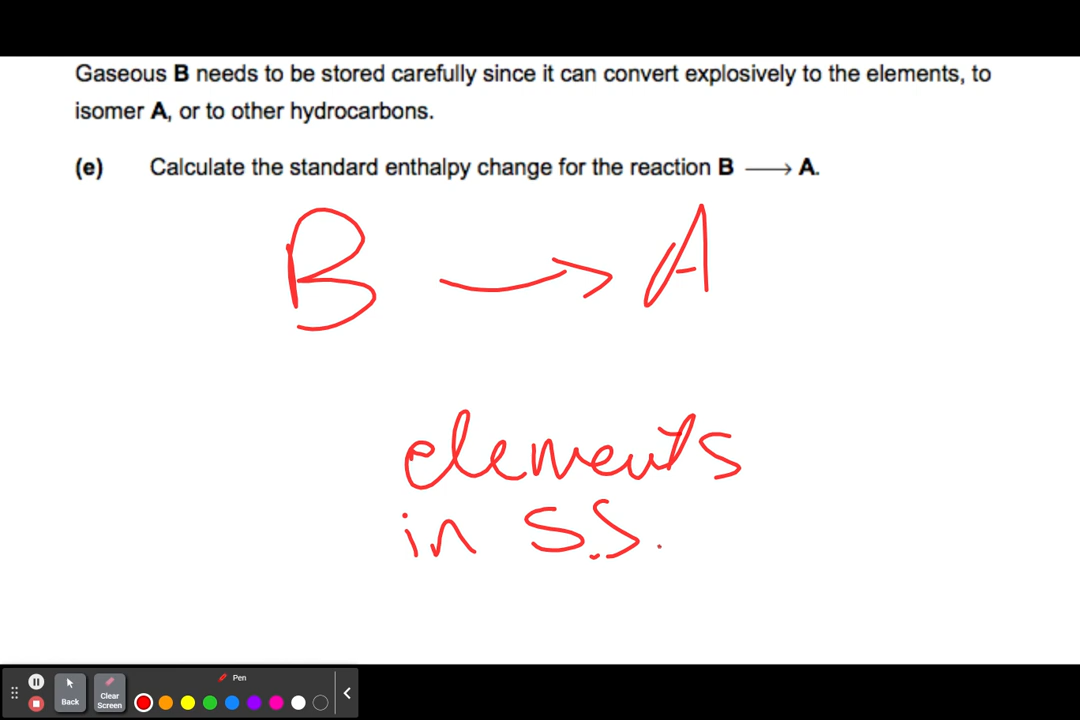 Gaseous B needs to be stored carefully since it can convert explosively to the elements, to
isomer A, or to other hydrocarbons.
(e) Calculate the standard enthalpy change for the reaction B ⟶ A.
B → A
elements
in S.S.
Pen
Back
Clear
Screen